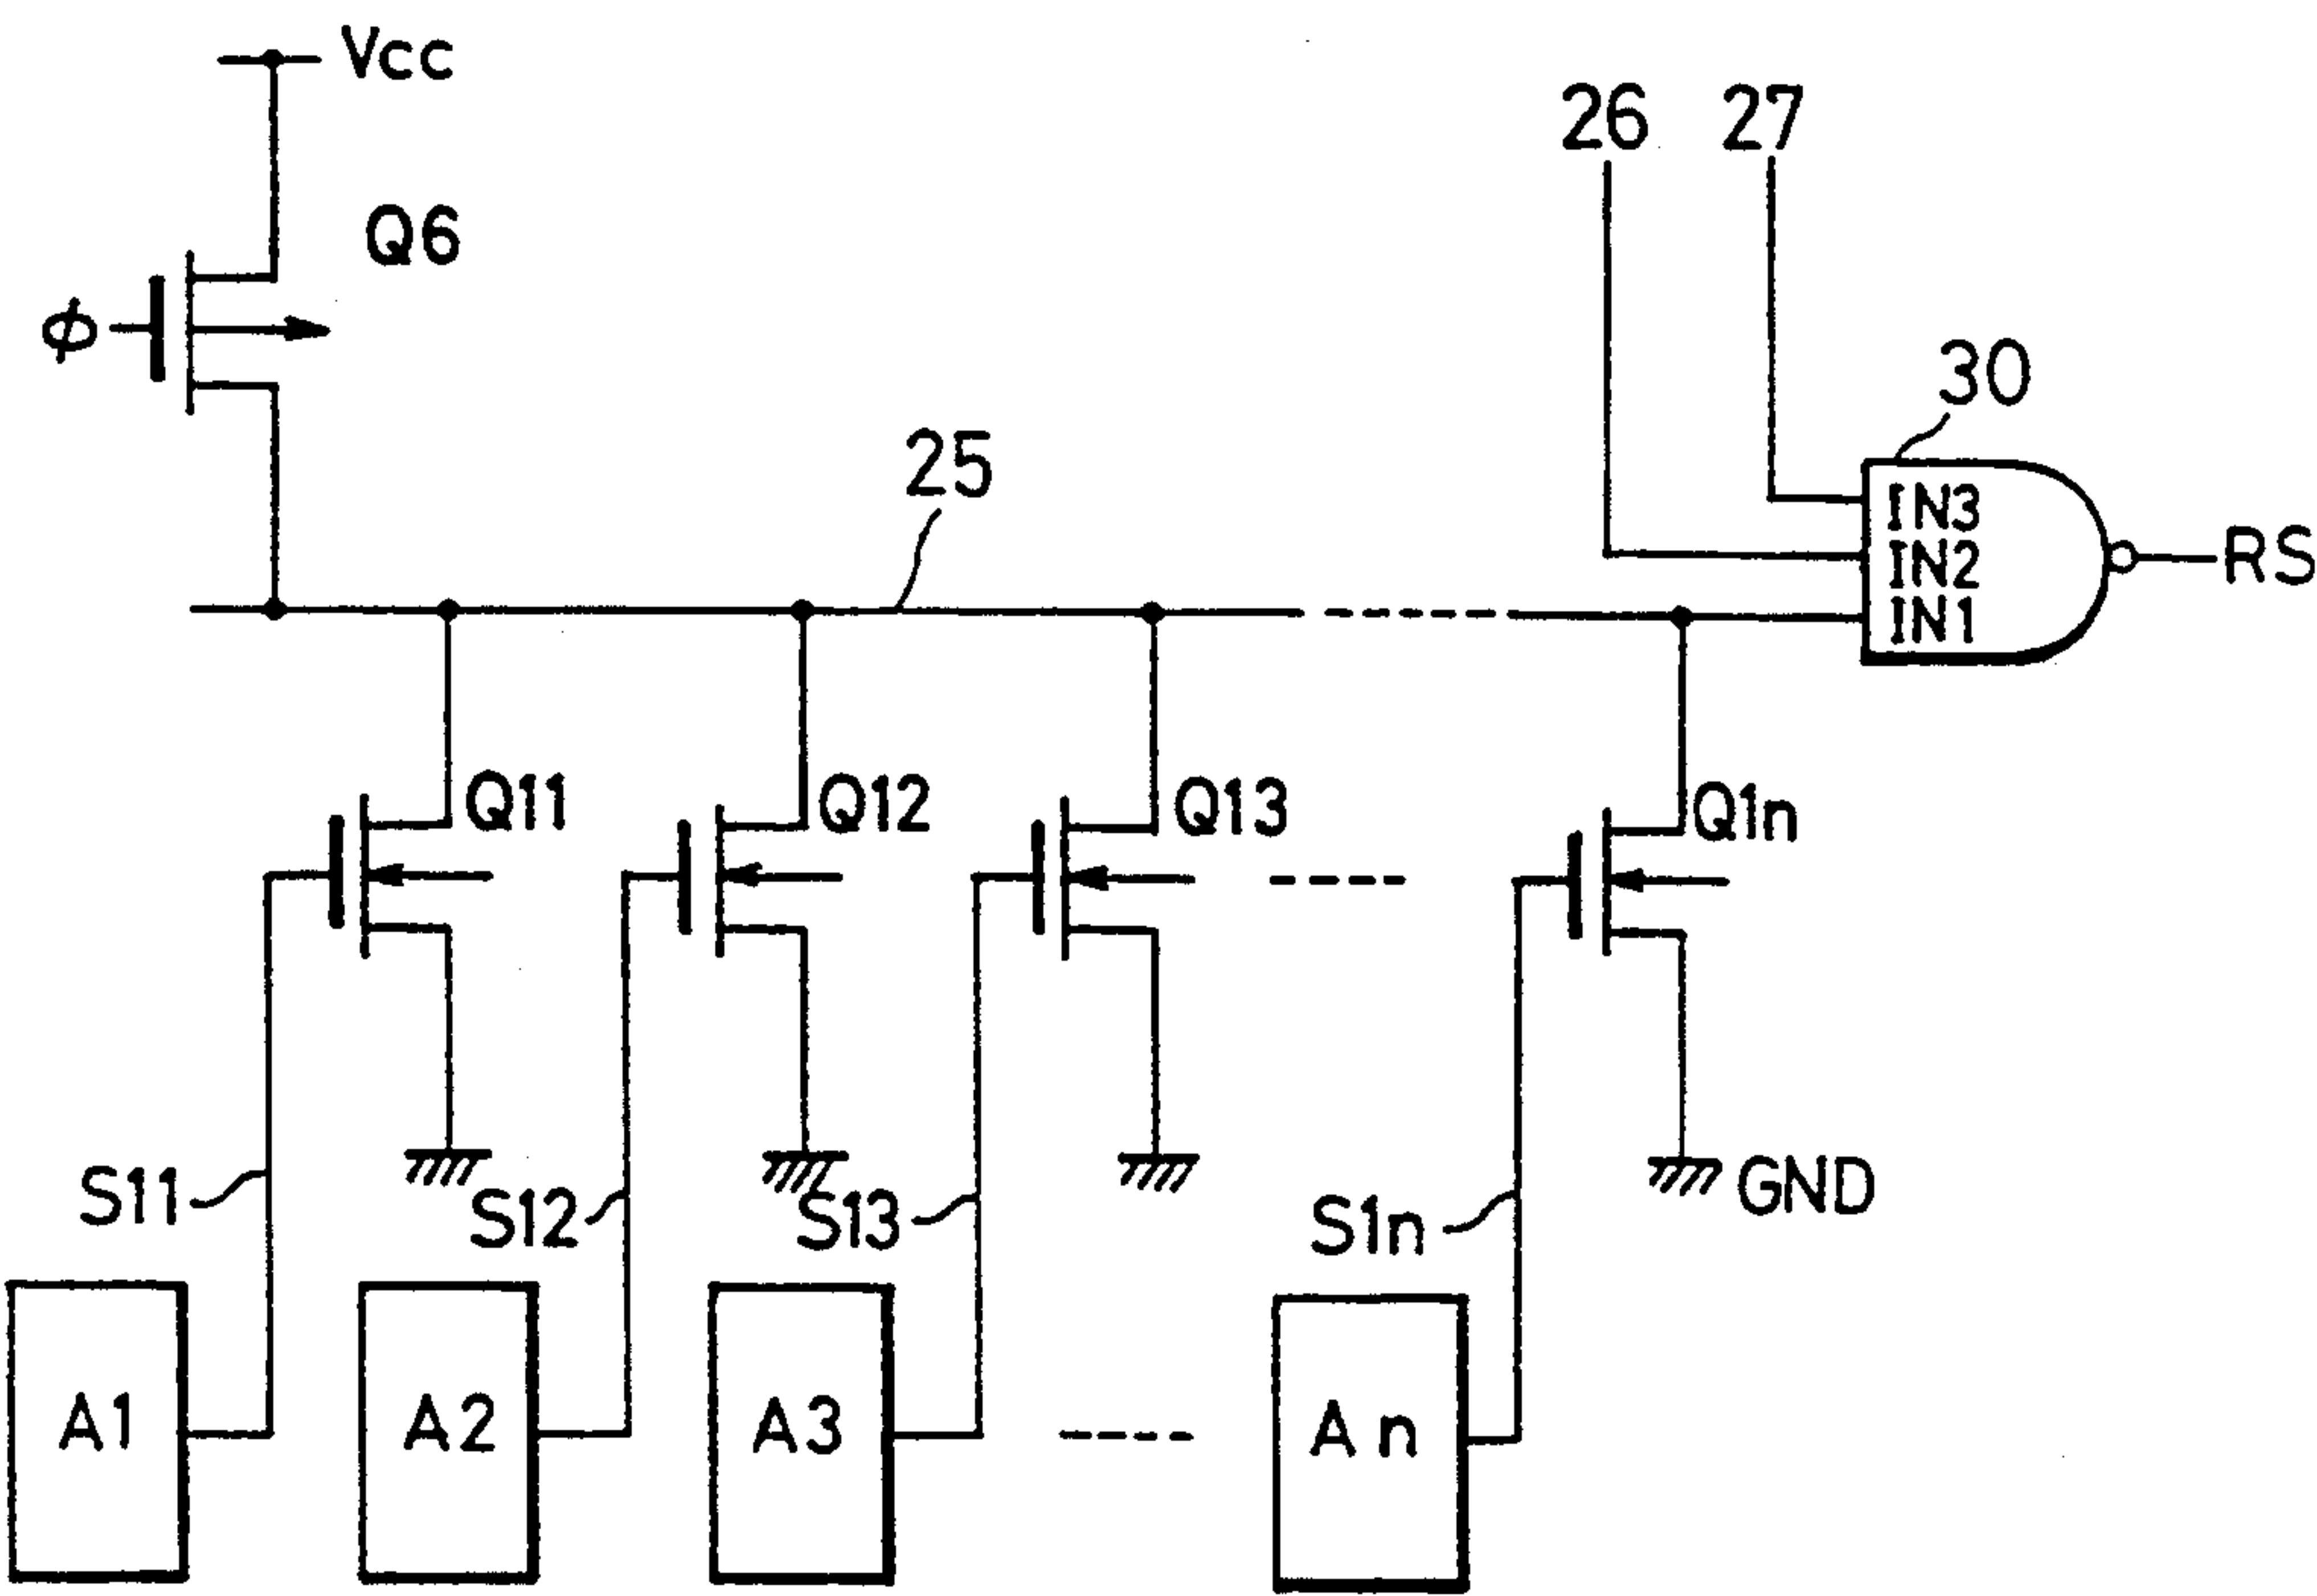 Vcc
26 27
Q6
φ
30
25
IN3
IN2
IN1
RS
Q11
Q12
Q13
Q1n
S11
S12
S13
S1n
GND
A1
A2
A3
An